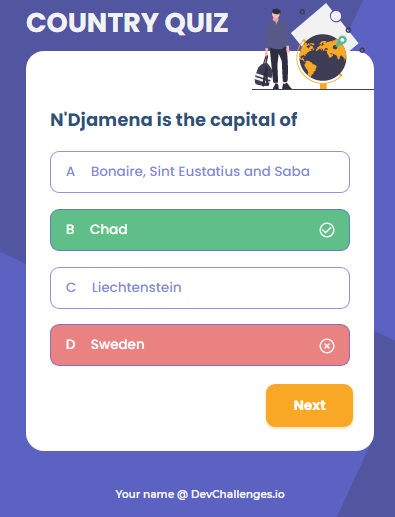 COUNTRY QUIZ
N'Djamena is the capital of
A Bonaire, Sint Eustatius and Saba
B Chad
C Liechtenstein
D Sweden
Next
Your name @ DevChallenges.io